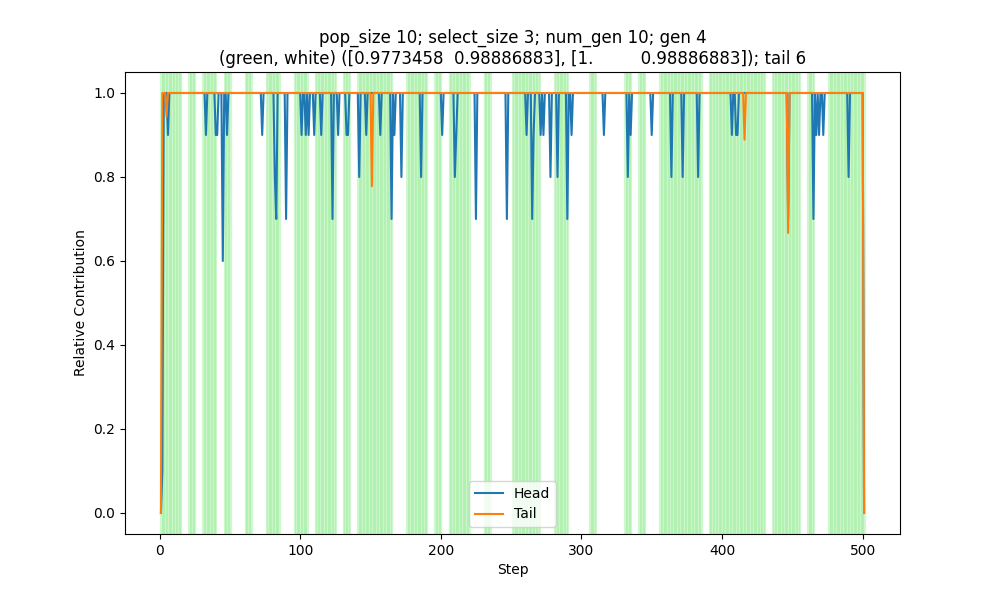 pop_size 10; select_size 3; num_gen 10; gen 4
(green, white) ([0.9773458  0.98886883], [1.         0.98886883]); tail 6
1.0
0.8
0.6
0.4
0.2
0.0
Relative Contribution
Head
Tail
0 100 200 300 400 500
Step